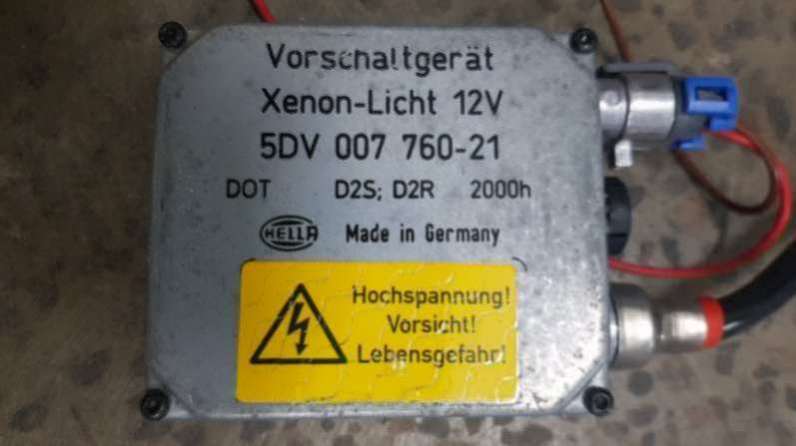 Vorschaltgerät
Xenon-Licht 12V
5DV 007 760-21
DOT D2S; D2R 2000h
HELLA Made in Germany
Hochspannung!
Vorsicht!
Lebensgefahr!